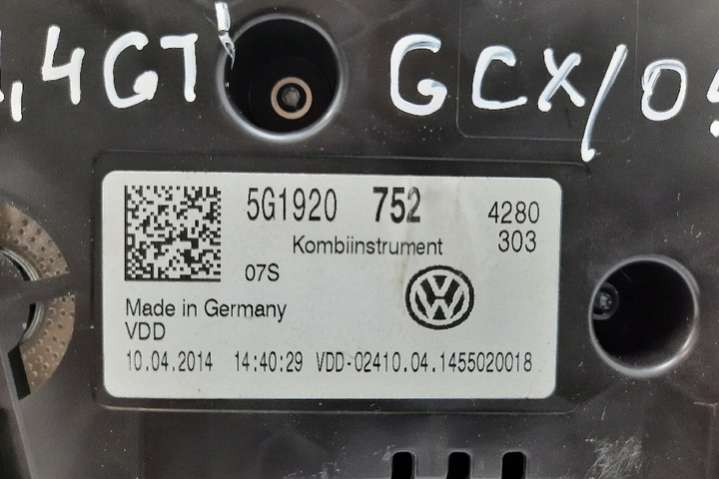 ,4GT' GCX/05
5G1920 752 4280
Kombiinstrument 303
07S
Made in Germany
VDD
10.04.2014 14:40:29 VDD-02410.04.1455020018